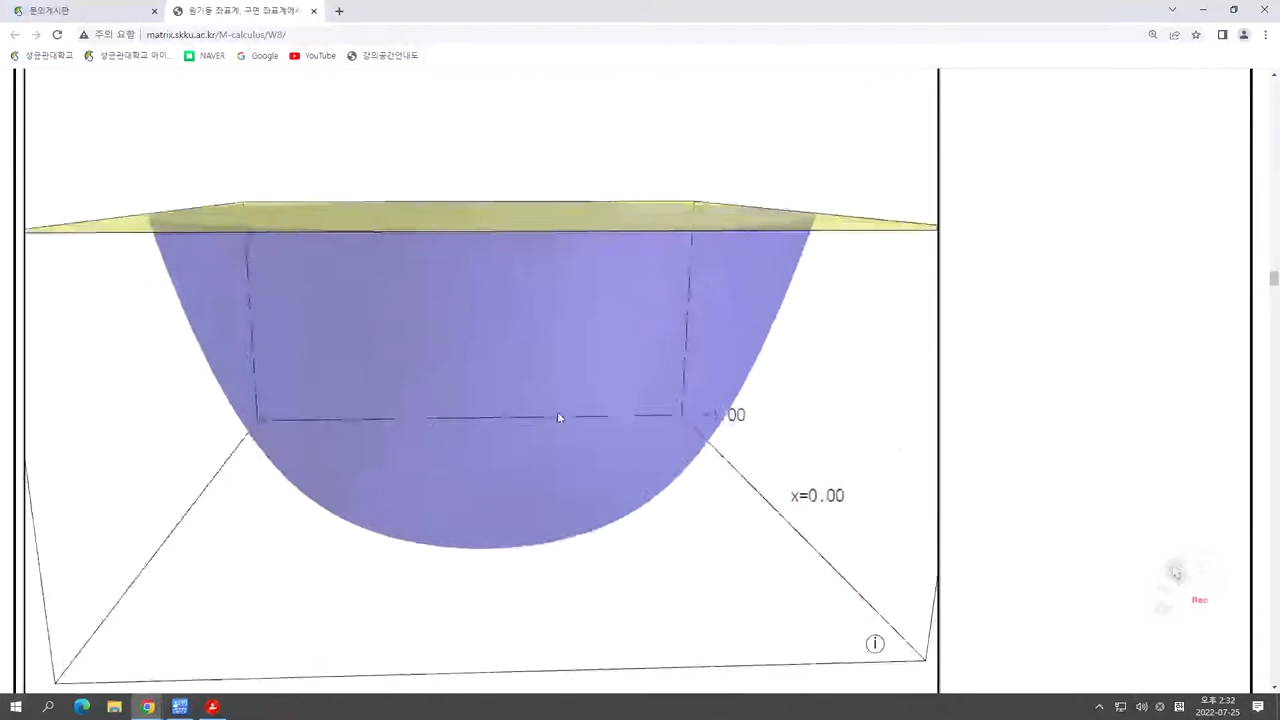 문의게시판
원기둥 좌표계, 구면 좌표계에서
주의 요함
matrix.skku.ac.kr/M-calculus/W8/
성균관대학교
성균관대학교 아이...
NAVER
Google
YouTube
강의공간안내도
x=0.00
i
Rec
오후 2:32
2022-07-25